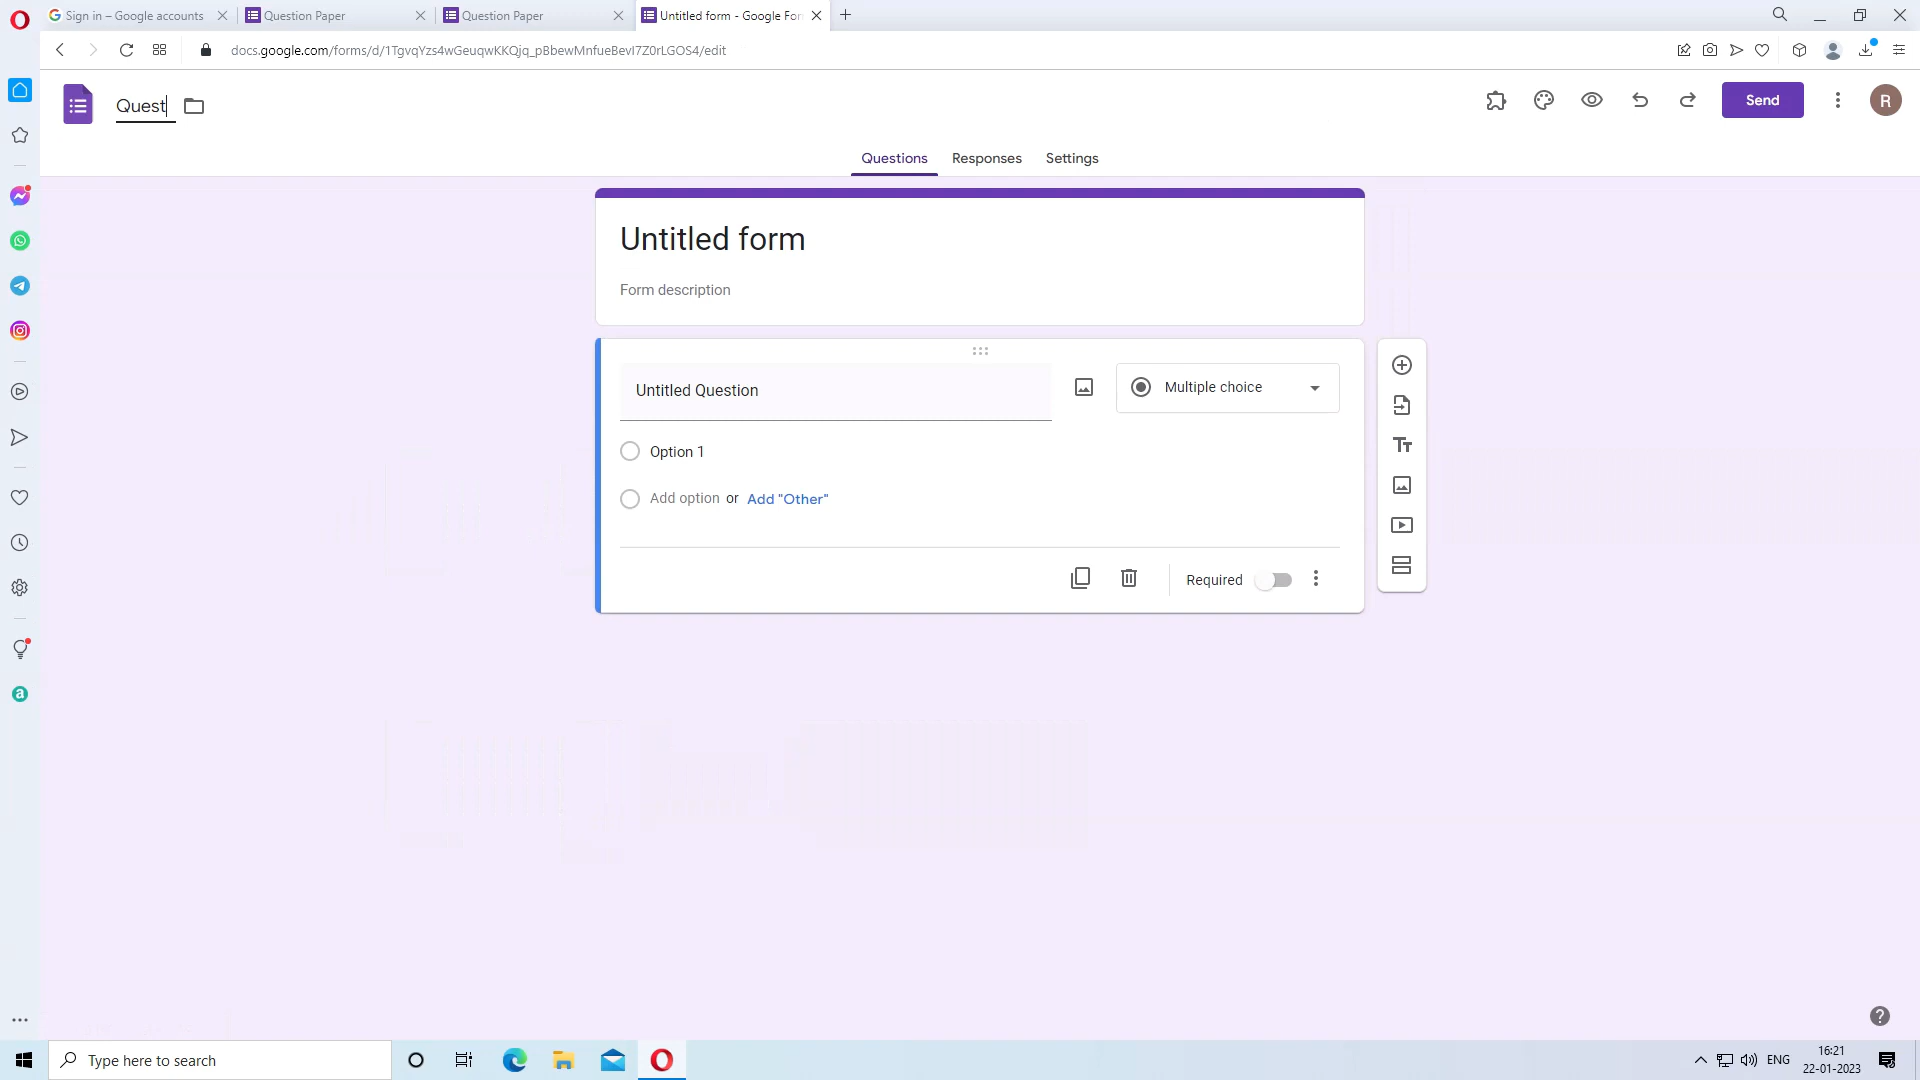 Sign in – Google accounts
Question Paper
Question Paper
Untitled form - Google For
docs.google.com/forms/d/1TgvqYzs4wGeuqwKKQjq_pBbewMnfueBevI7Z0rLGOS4/edit
Quest
Send
R
Questions
Responses
Settings
Untitled form
Form description
Untitled Question
Multiple choice
Option 1
Add option or Add "Other"
Required
Type here to search
ENG
16:21
22-01-2023